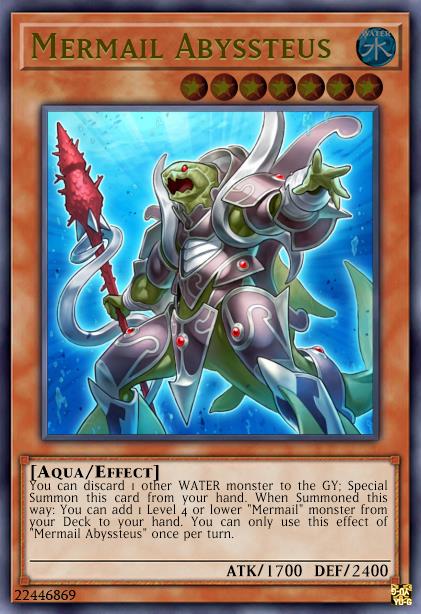 Mermail Abyssteus
WATER
水
[Aqua/Effect]
You can discard 1 other WATER monster to the GY; Special
Summon this card from your hand. When Summoned this
way: You can add 1 Level 4 or lower "Mermail" monster from
your Deck to your hand. You can only use this effect of
"Mermail Abyssteus" once per turn.
ATK/1700 DEF/2400
22446869